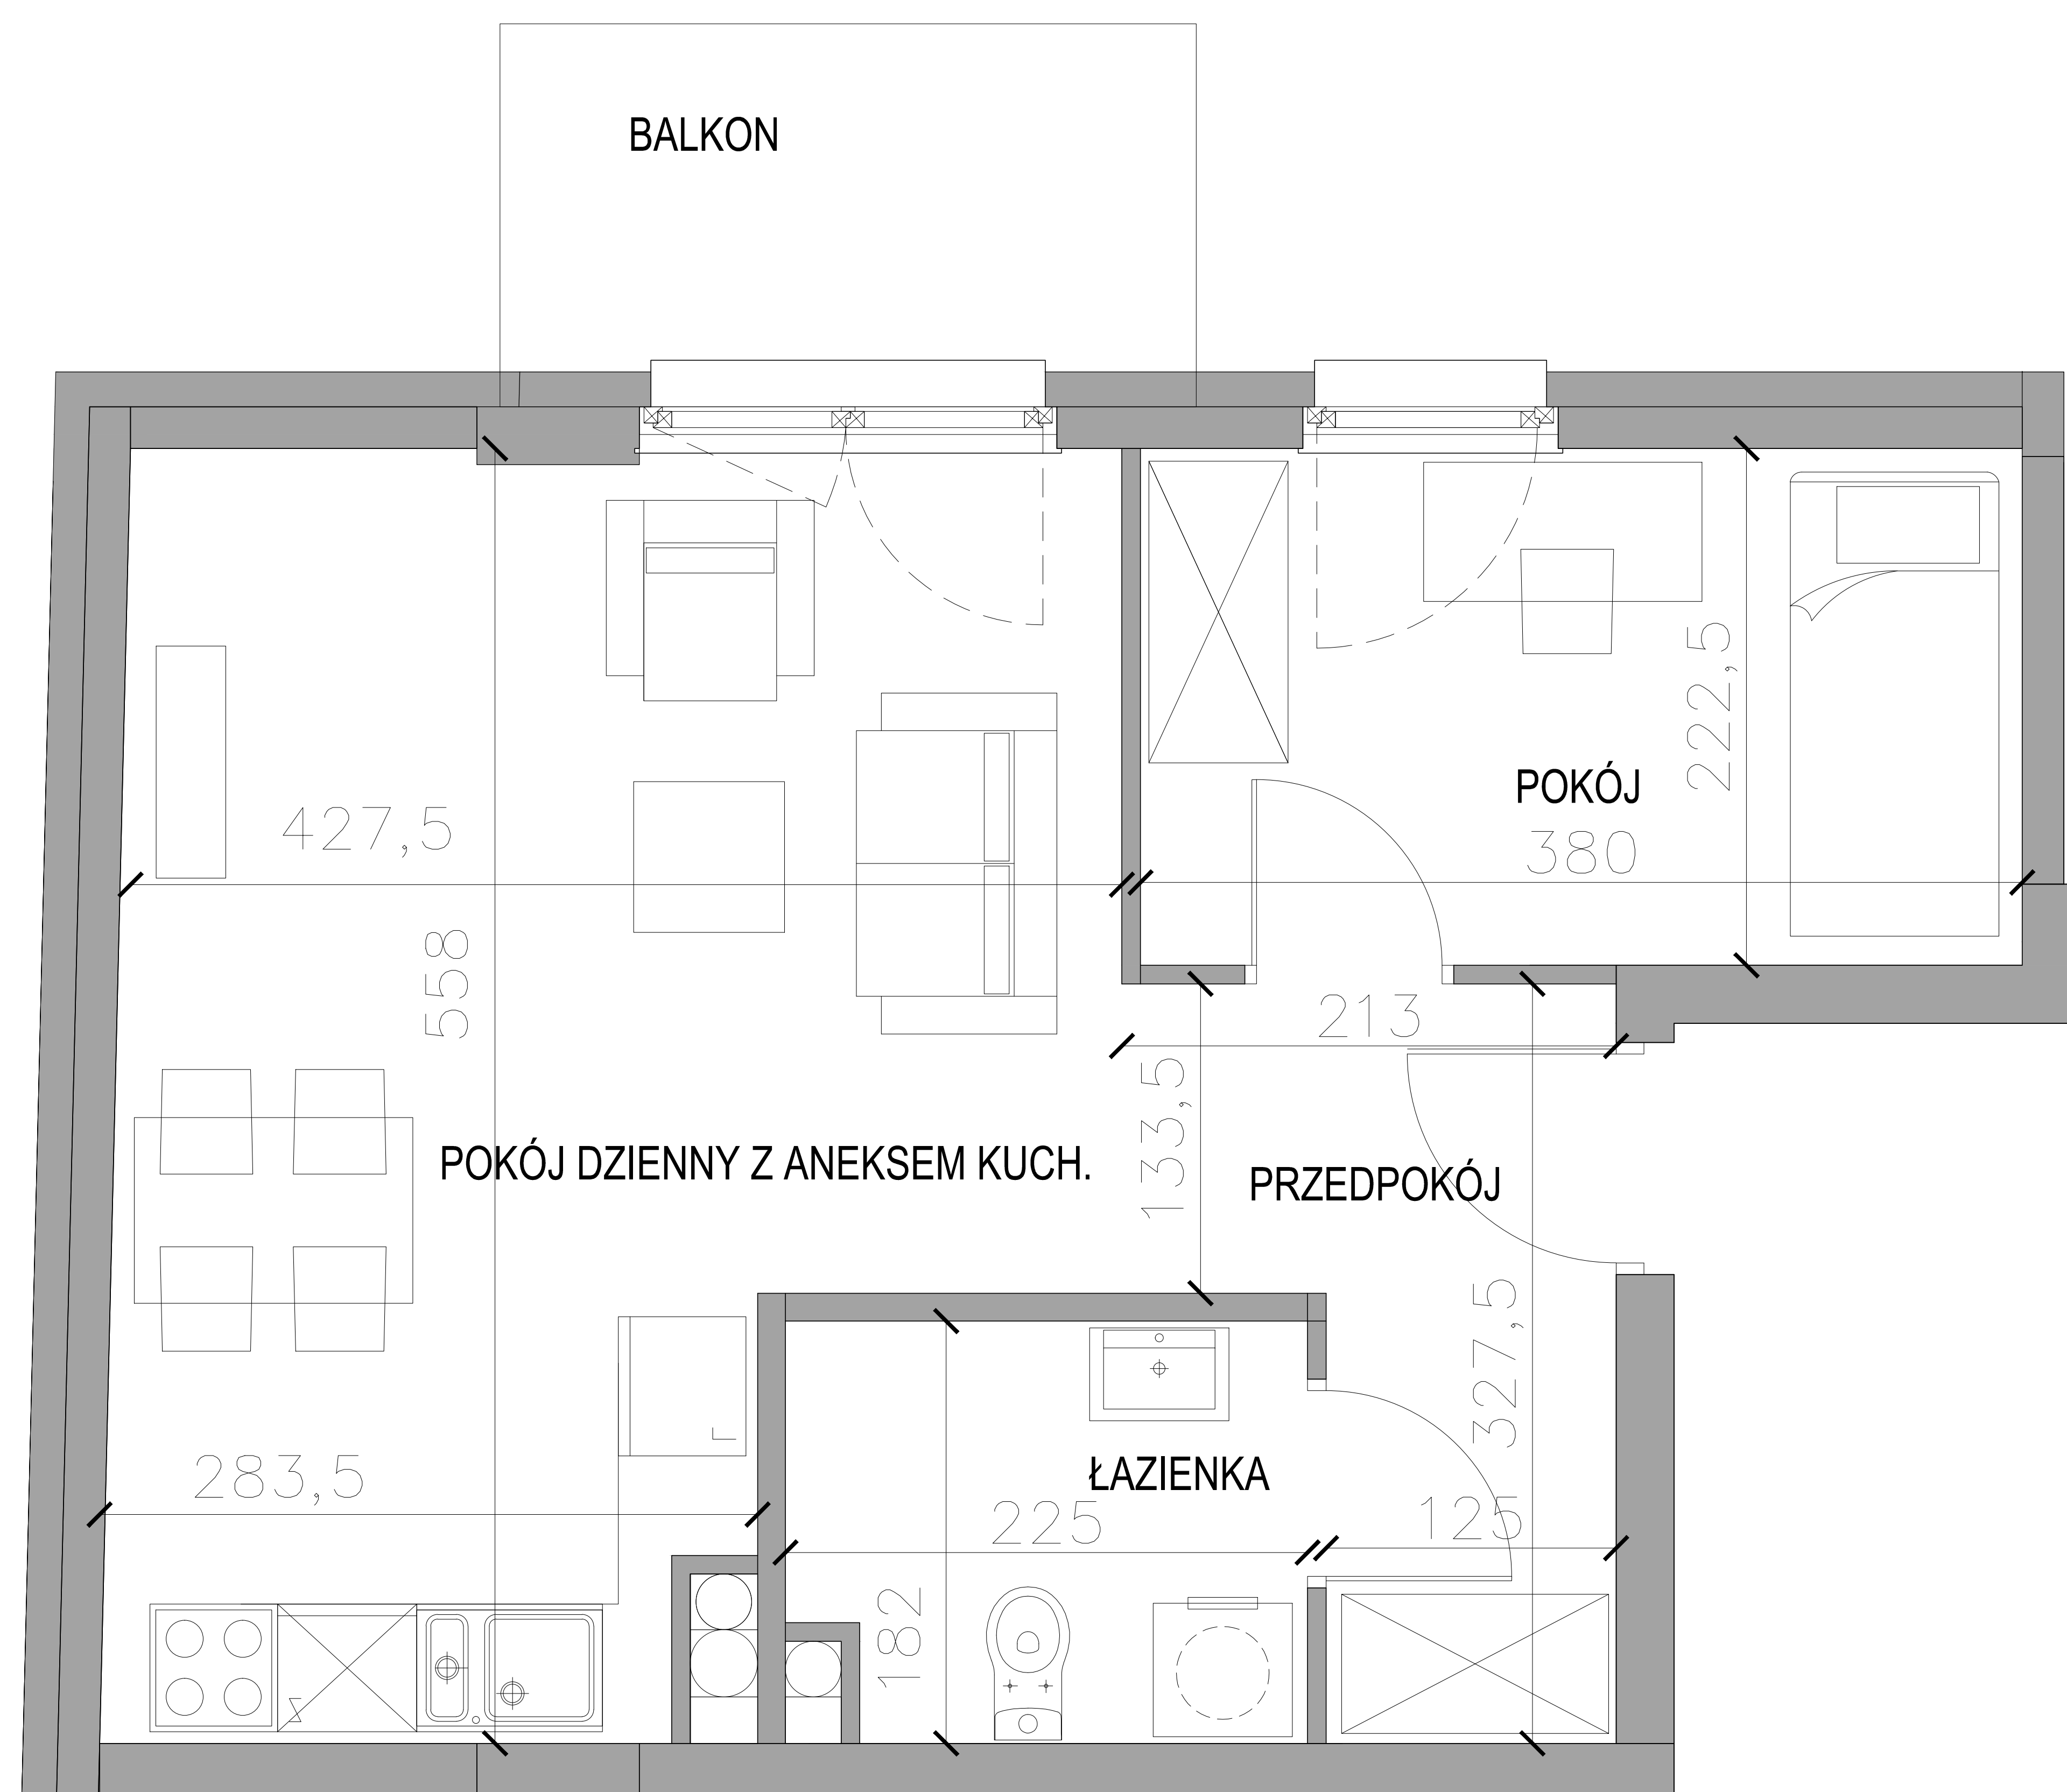 BALKON
222,5
POKÓJ
380
427,5
558
213
133,5
POKÓJ DZIENNY Z ANEKSEM KUCH.
PRZEDPOKÓJ
327,5
283,5
ŁAZIENKA
225
125
182
L
Z